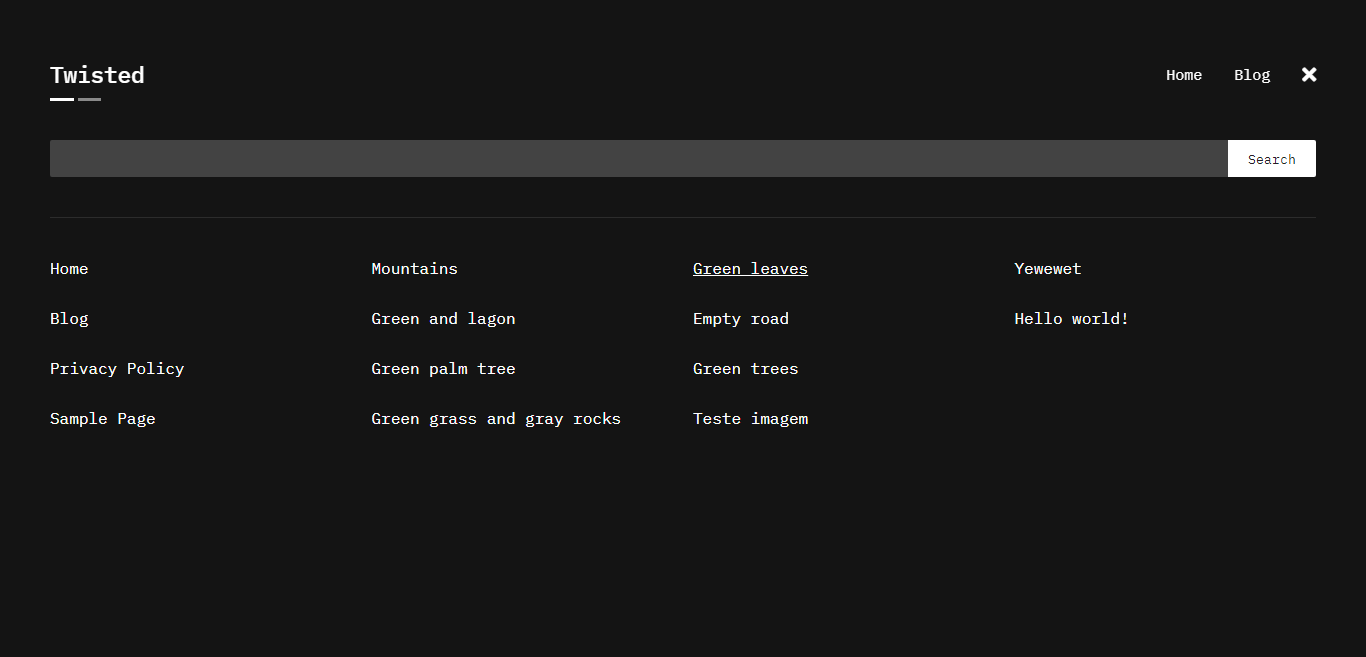 Twisted
Home Blog
Search
Home
Blog
Privacy Policy
Sample Page
Mountains
Green and lagon
Green palm tree
Green grass and gray rocks
Green leaves
Empty road
Green trees
Teste imagem
Yewewet
Hello world!